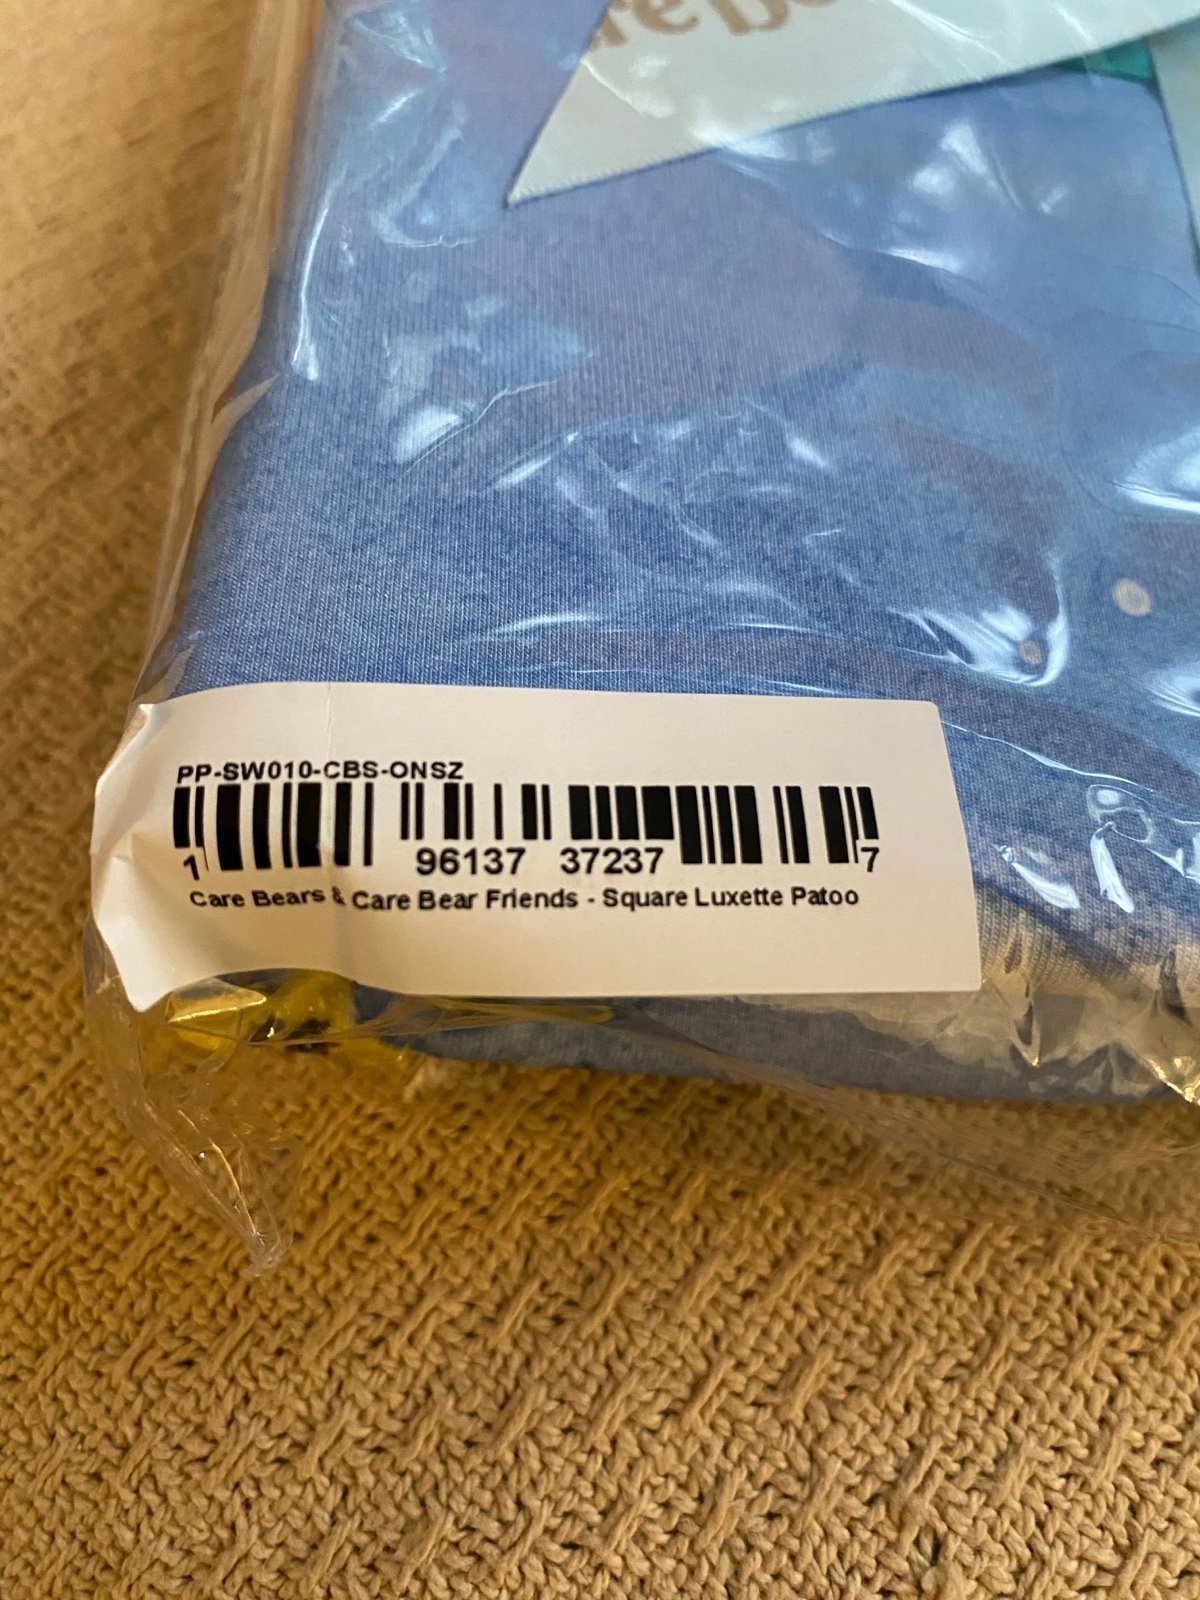 PP-SW010-CBS-ONSZ
1 96137 37237 7
Care Bears & Care Bear Friends - Square Luxette Patoo